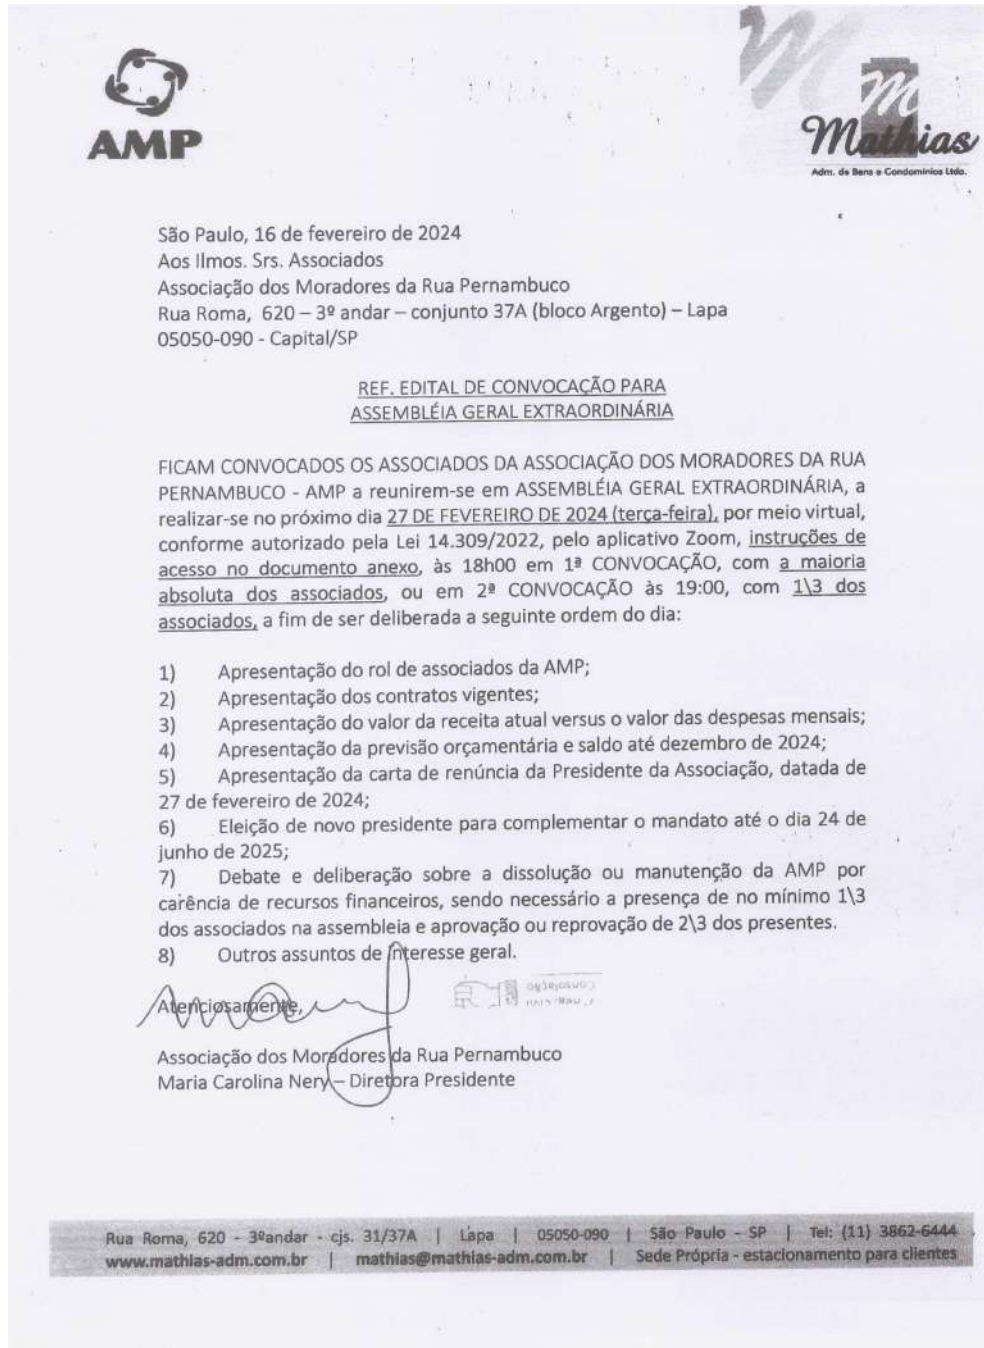 AMP
Mathias
Adm. de Bens e Condomínios Ltda.
São Paulo, 16 de fevereiro de 2024
Aos Ilmos. Srs. Associados
Associação dos Moradores da Rua Pernambuco
Rua Roma, 620 – 3º andar – conjunto 37A (bloco Argento) – Lapa
05050-090 - Capital/SP
REF. EDITAL DE CONVOCAÇÃO PARA
ASSEMBLÉIA GERAL EXTRAORDINÁRIA
FICAM CONVOCADOS OS ASSOCIADOS DA ASSOCIAÇÃO DOS MORADORES DA RUA
PERNAMBUCO - AMP a reunirem-se em ASSEMBLÉIA GERAL EXTRAORDINÁRIA, a
realizar-se no próximo dia 27 DE FEVEREIRO DE 2024 (terça-feira), por meio virtual,
conforme autorizado pela Lei 14.309/2022, pelo aplicativo Zoom, instruções de
acesso no documento anexo, às 18h00 em 1ª CONVOCAÇÃO, com a maioria
absoluta dos associados, ou em 2ª CONVOCAÇÃO às 19:00, com 1\3 dos
associados, a fim de ser deliberada a seguinte ordem do dia:
1) Apresentação do rol de associados da AMP;
2) Apresentação dos contratos vigentes;
3) Apresentação do valor da receita atual versus o valor das despesas mensais;
4) Apresentação da previsão orçamentária e saldo até dezembro de 2024;
5) Apresentação da carta de renúncia da Presidente da Associação, datada de
27 de fevereiro de 2024;
6) Eleição de novo presidente para complementar o mandato até o dia 24 de
junho de 2025;
7) Debate e deliberação sobre a dissolução ou manutenção da AMP por
carência de recursos financeiros, sendo necessário a presença de no mínimo 1\3
dos associados na assembleia e aprovação ou reprovação de 2\3 dos presentes.
8) Outros assuntos de interesse geral.
Atenciosamente,
Associação dos Moradores da Rua Pernambuco
Maria Carolina Nery – Diretora Presidente
Rua Roma, 620 - 3ºandar - cjs. 31/37A | Lapa | 05050-090 | São Paulo - SP | Tel: (11) 3862-6444
www.mathias-adm.com.br | mathias@mathias-adm.com.br | Sede Própria - estacionamento para clientes